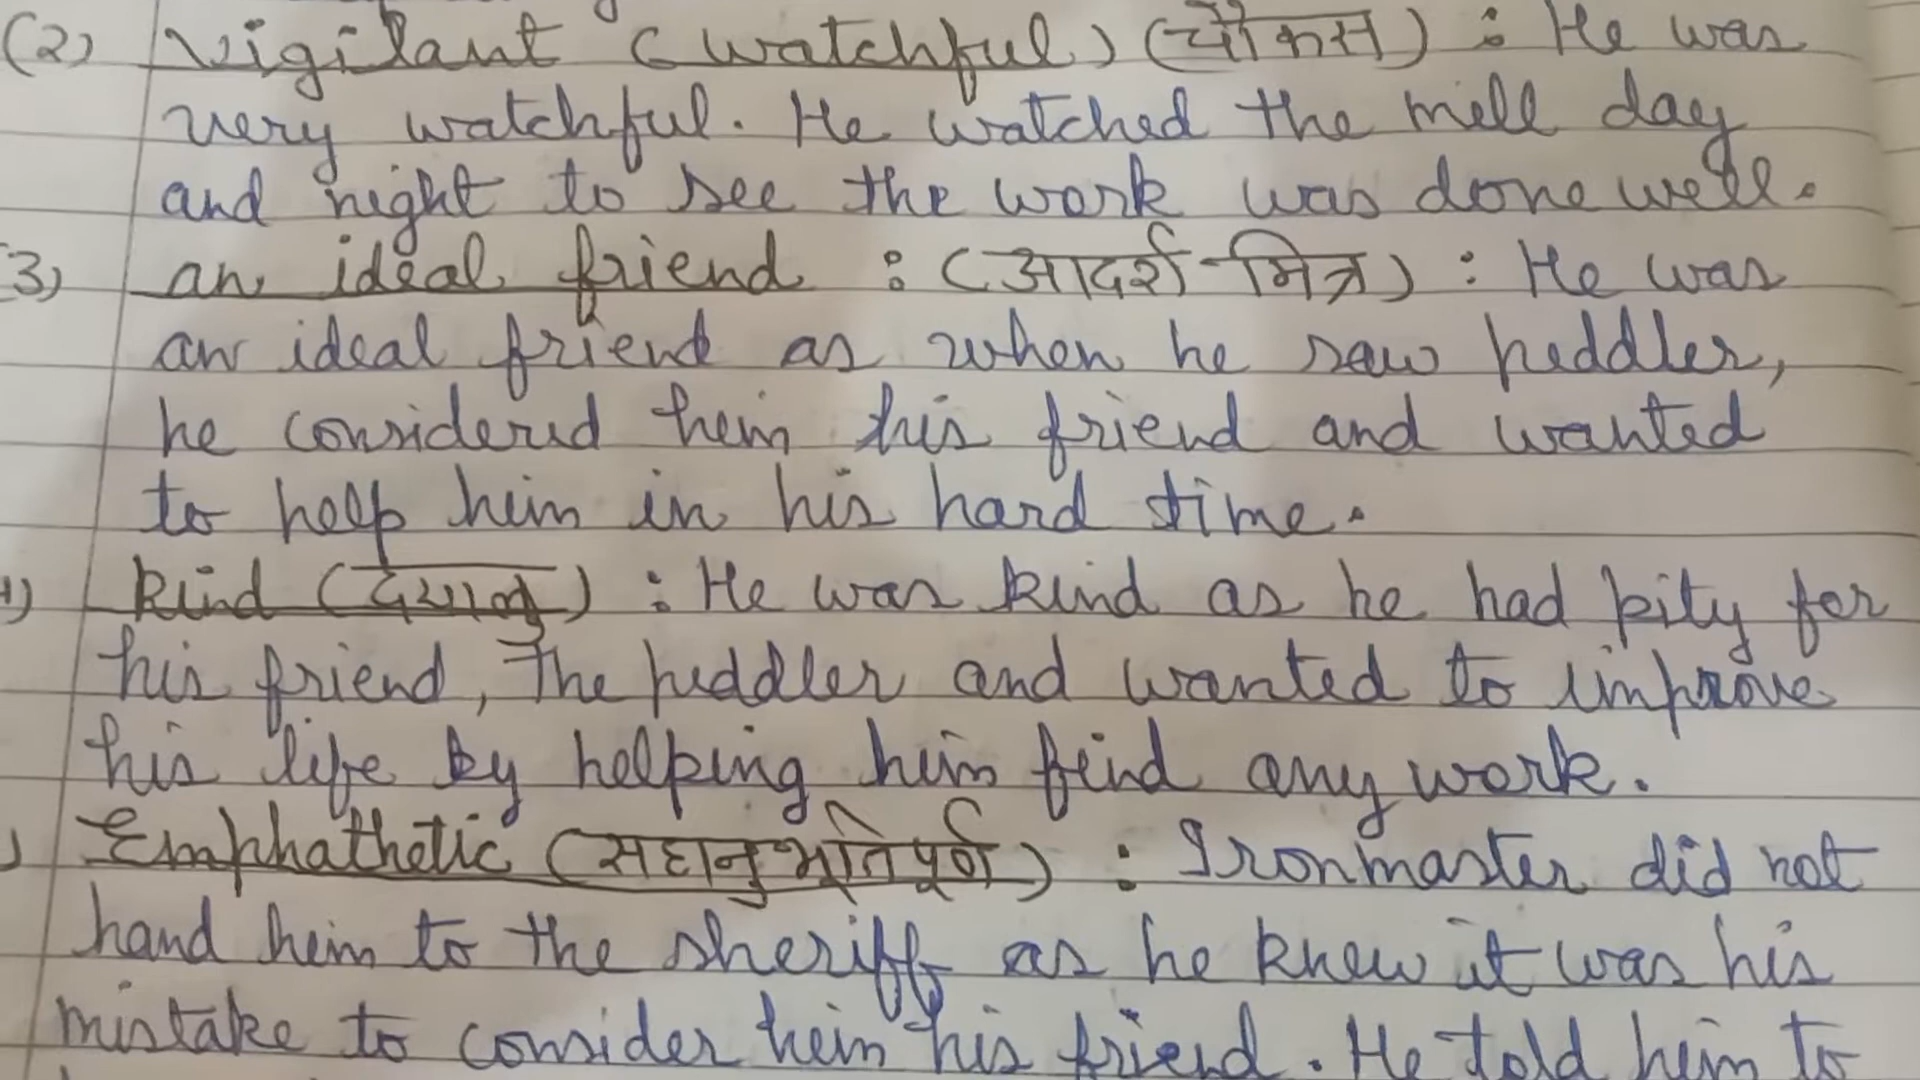 (2) Vigilant (watchful) (चौकस) : He was
very watchful. He watched the mill day
and night to see the work was done well.
3) an ideal friend : (आदर्श मित्र) : He was
an ideal friend as when he saw peddler,
he considered him his friend and wanted
to help him in his hard time.
Kind (दयालु) : He was kind as he had pity for
his friend, The peddler and wanted to improve
his life by helping him find any work.
Emphathetic (सहानुभूति पूर्ण) : Ironmaster did not
hand him to the sheriff as he knew it was his
mistake to consider him his friend. He told him to